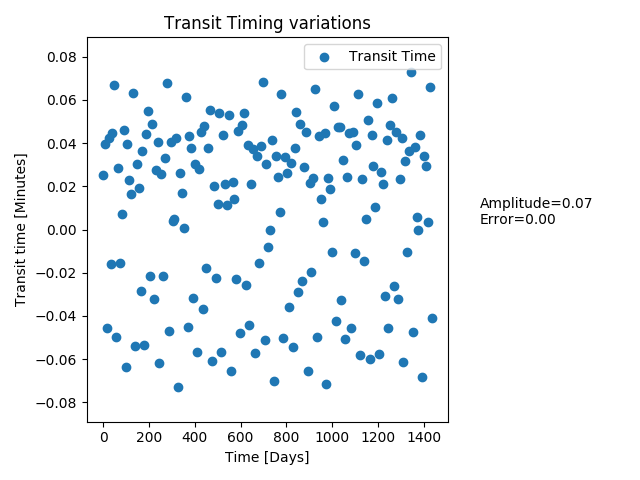 Transit Timing variations
Transit Time
0.08
0.06
0.04
0.02
0.00
−0.02
−0.04
−0.06
−0.08
Transit time [Minutes]
0 200 400 600 800 1000 1200 1400
Time [Days]
Amplitude=0.07
Error=0.00